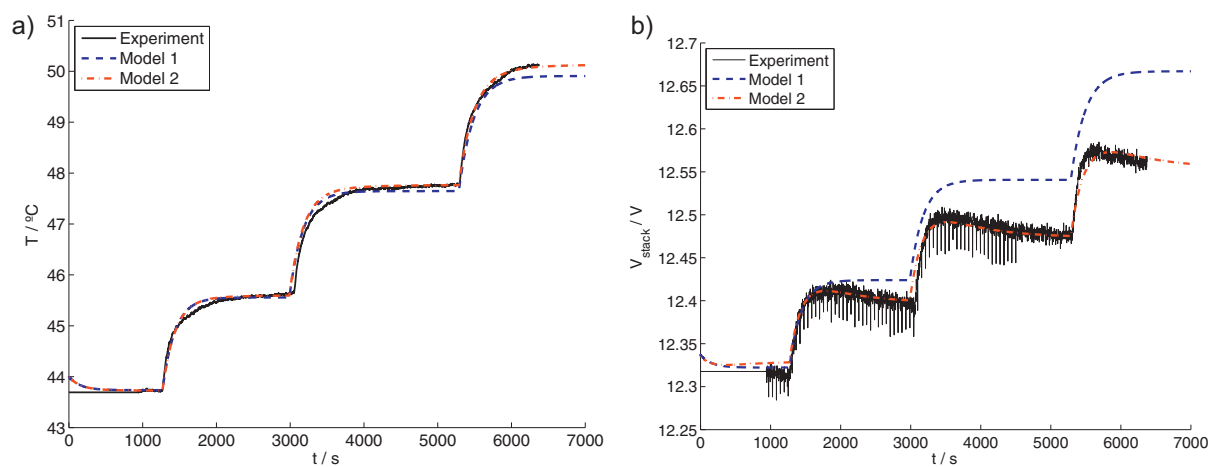 a)
Experiment
Model 1
Model 2
51
50
49
48
47
46
45
44
43
T / ºC
0 1000 2000 3000 4000 5000 6000 7000
t / s
b)
Experiment
Model 1
Model 2
12.7
12.65
12.6
12.55
12.5
12.45
12.4
12.35
12.3
12.25
V_stack / V
0 1000 2000 3000 4000 5000 6000 7000
t / s